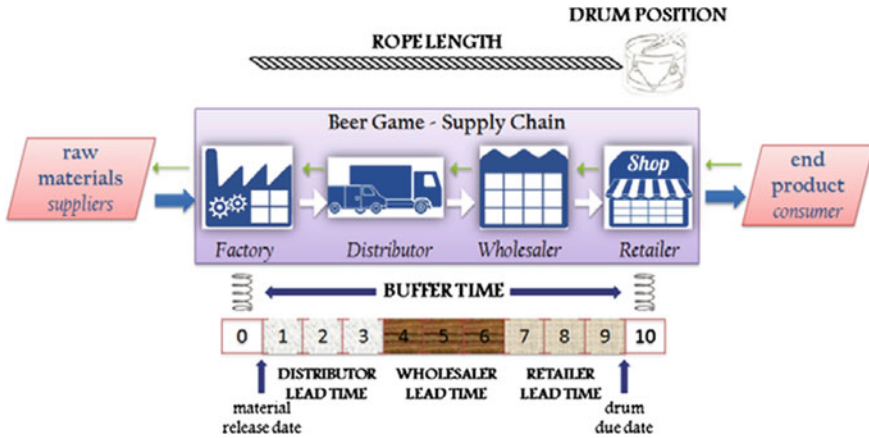 DRUM POSITION
ROPE LENGTH
Beer Game - Supply Chain
raw
materials
suppliers
Shop
end
product
consumer
Factory
Distributor
Wholesaler
Retailer
BUFFER TIME
0 1 2 3 4 5 6 7 8 9 10
DISTRIBUTOR
LEAD TIME
WHOLESALER
LEAD TIME
RETAILER
LEAD TIME
material
release date
drum
due date